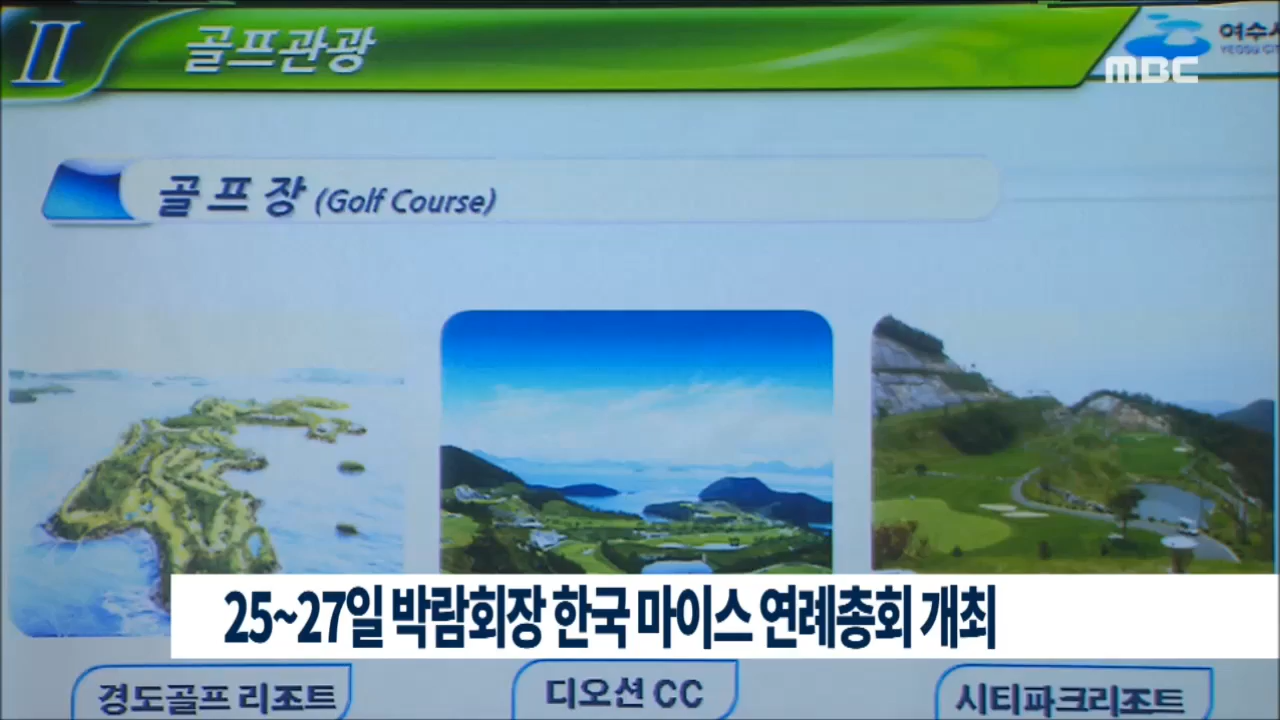 II 골프관광
여수시
YEOSU CITY
MBC
골 프 장 (Golf Course)
25~27일 박람회장 한국 마이스 연례총회 개최
경도골프 리조트
디오션 CC
시티파크리조트